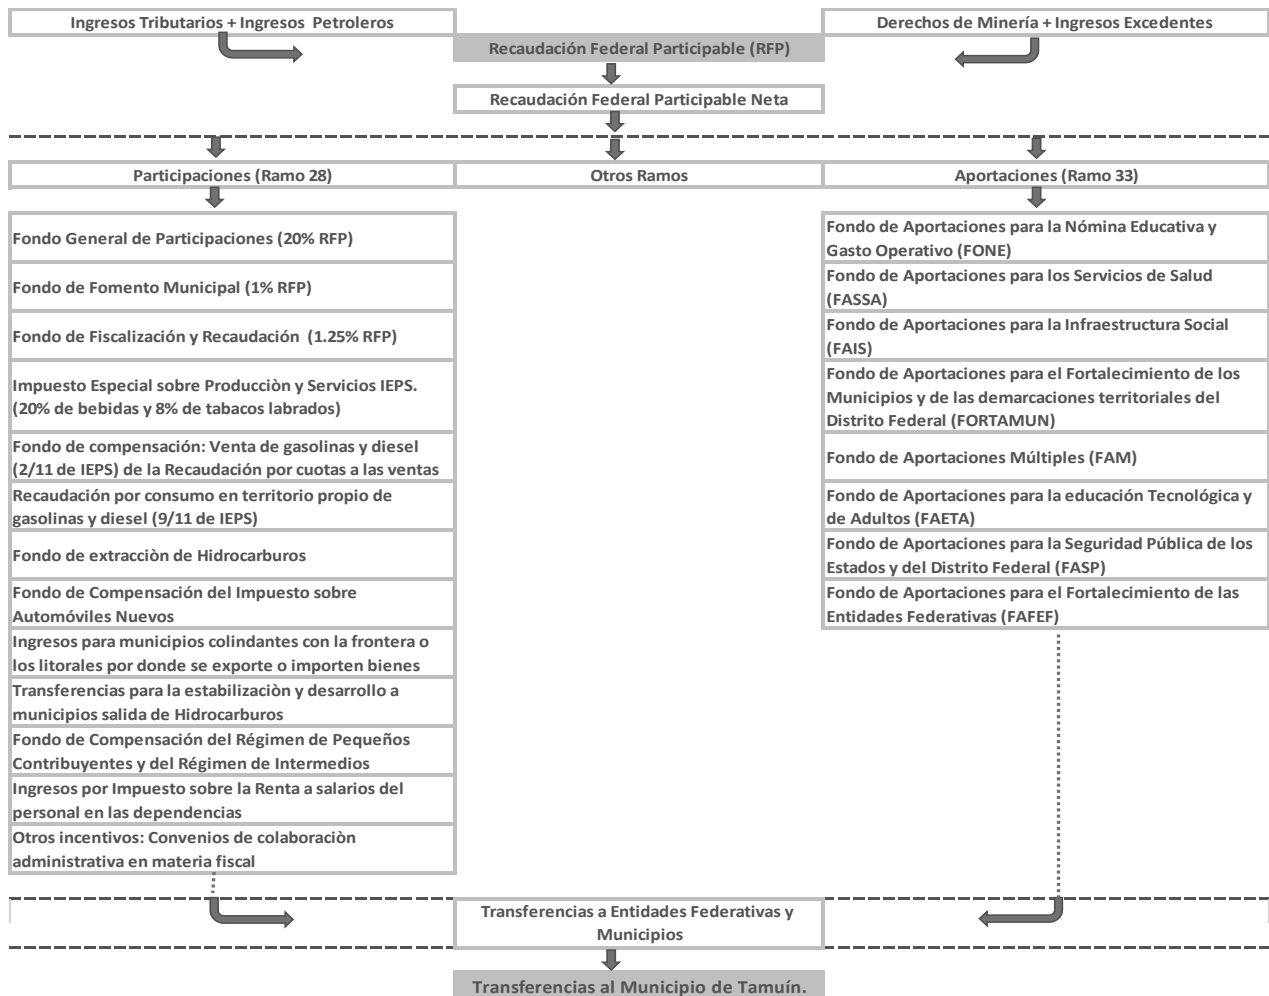 Ingresos Tributarios + Ingresos Petroleros
Derechos de Minería + Ingresos Excedentes
Recaudación Federal Participable (RFP)
Recaudación Federal Participable Neta
Participaciones (Ramo 28)
Otros Ramos
Aportaciones (Ramo 33)
Fondo General de Participaciones (20% RFP)
Fondo de Fomento Municipal (1% RFP)
Fondo de Fiscalización y Recaudación (1.25% RFP)
Impuesto Especial sobre Producciòn y Servicios IEPS.
(20% de bebidas y 8% de tabacos labrados)
Fondo de compensación: Venta de gasolinas y diesel
(2/11 de IEPS) de la Recaudación por cuotas a las ventas
Recaudación por consumo en territorio propio de
gasolinas y diesel (9/11 de IEPS)
Fondo de extracciòn de Hidrocarburos
Fondo de Compensación del Impuesto sobre
Automóviles Nuevos
Ingresos para municipios colindantes con la frontera o
los litorales por donde se exporte o importen bienes
Transferencias para la estabilizaciòn y desarrollo a
municipios salida de Hidrocarburos
Fondo de Compensación del Régimen de Pequeños
Contribuyentes y del Régimen de Intermedios
Ingresos por Impuesto sobre la Renta a salarios del
personal en las dependencias
Otros incentivos: Convenios de colaboraciòn
administrativa en materia fiscal
Fondo de Aportaciones para la Nómina Educativa y
Gasto Operativo (FONE)
Fondo de Aportaciones para los Servicios de Salud
(FASSA)
Fondo de Aportaciones para la Infraestructura Social
(FAIS)
Fondo de Aportaciones para el Fortalecimiento de los
Municipios y de las demarcaciones territoriales del
Distrito Federal (FORTAMUN)
Fondo de Aportaciones Múltiples (FAM)
Fondo de Aportaciones para la educación Tecnológica y
de Adultos (FAETA)
Fondo de Aportaciones para la Seguridad Pública de los
Estados y del Distrito Federal (FASP)
Fondo de Aportaciones para el Fortalecimiento de las
Entidades Federativas (FAFEF)
Transferencias a Entidades Federativas y
Municipios
Transferencias al Municipio de Tamuín.